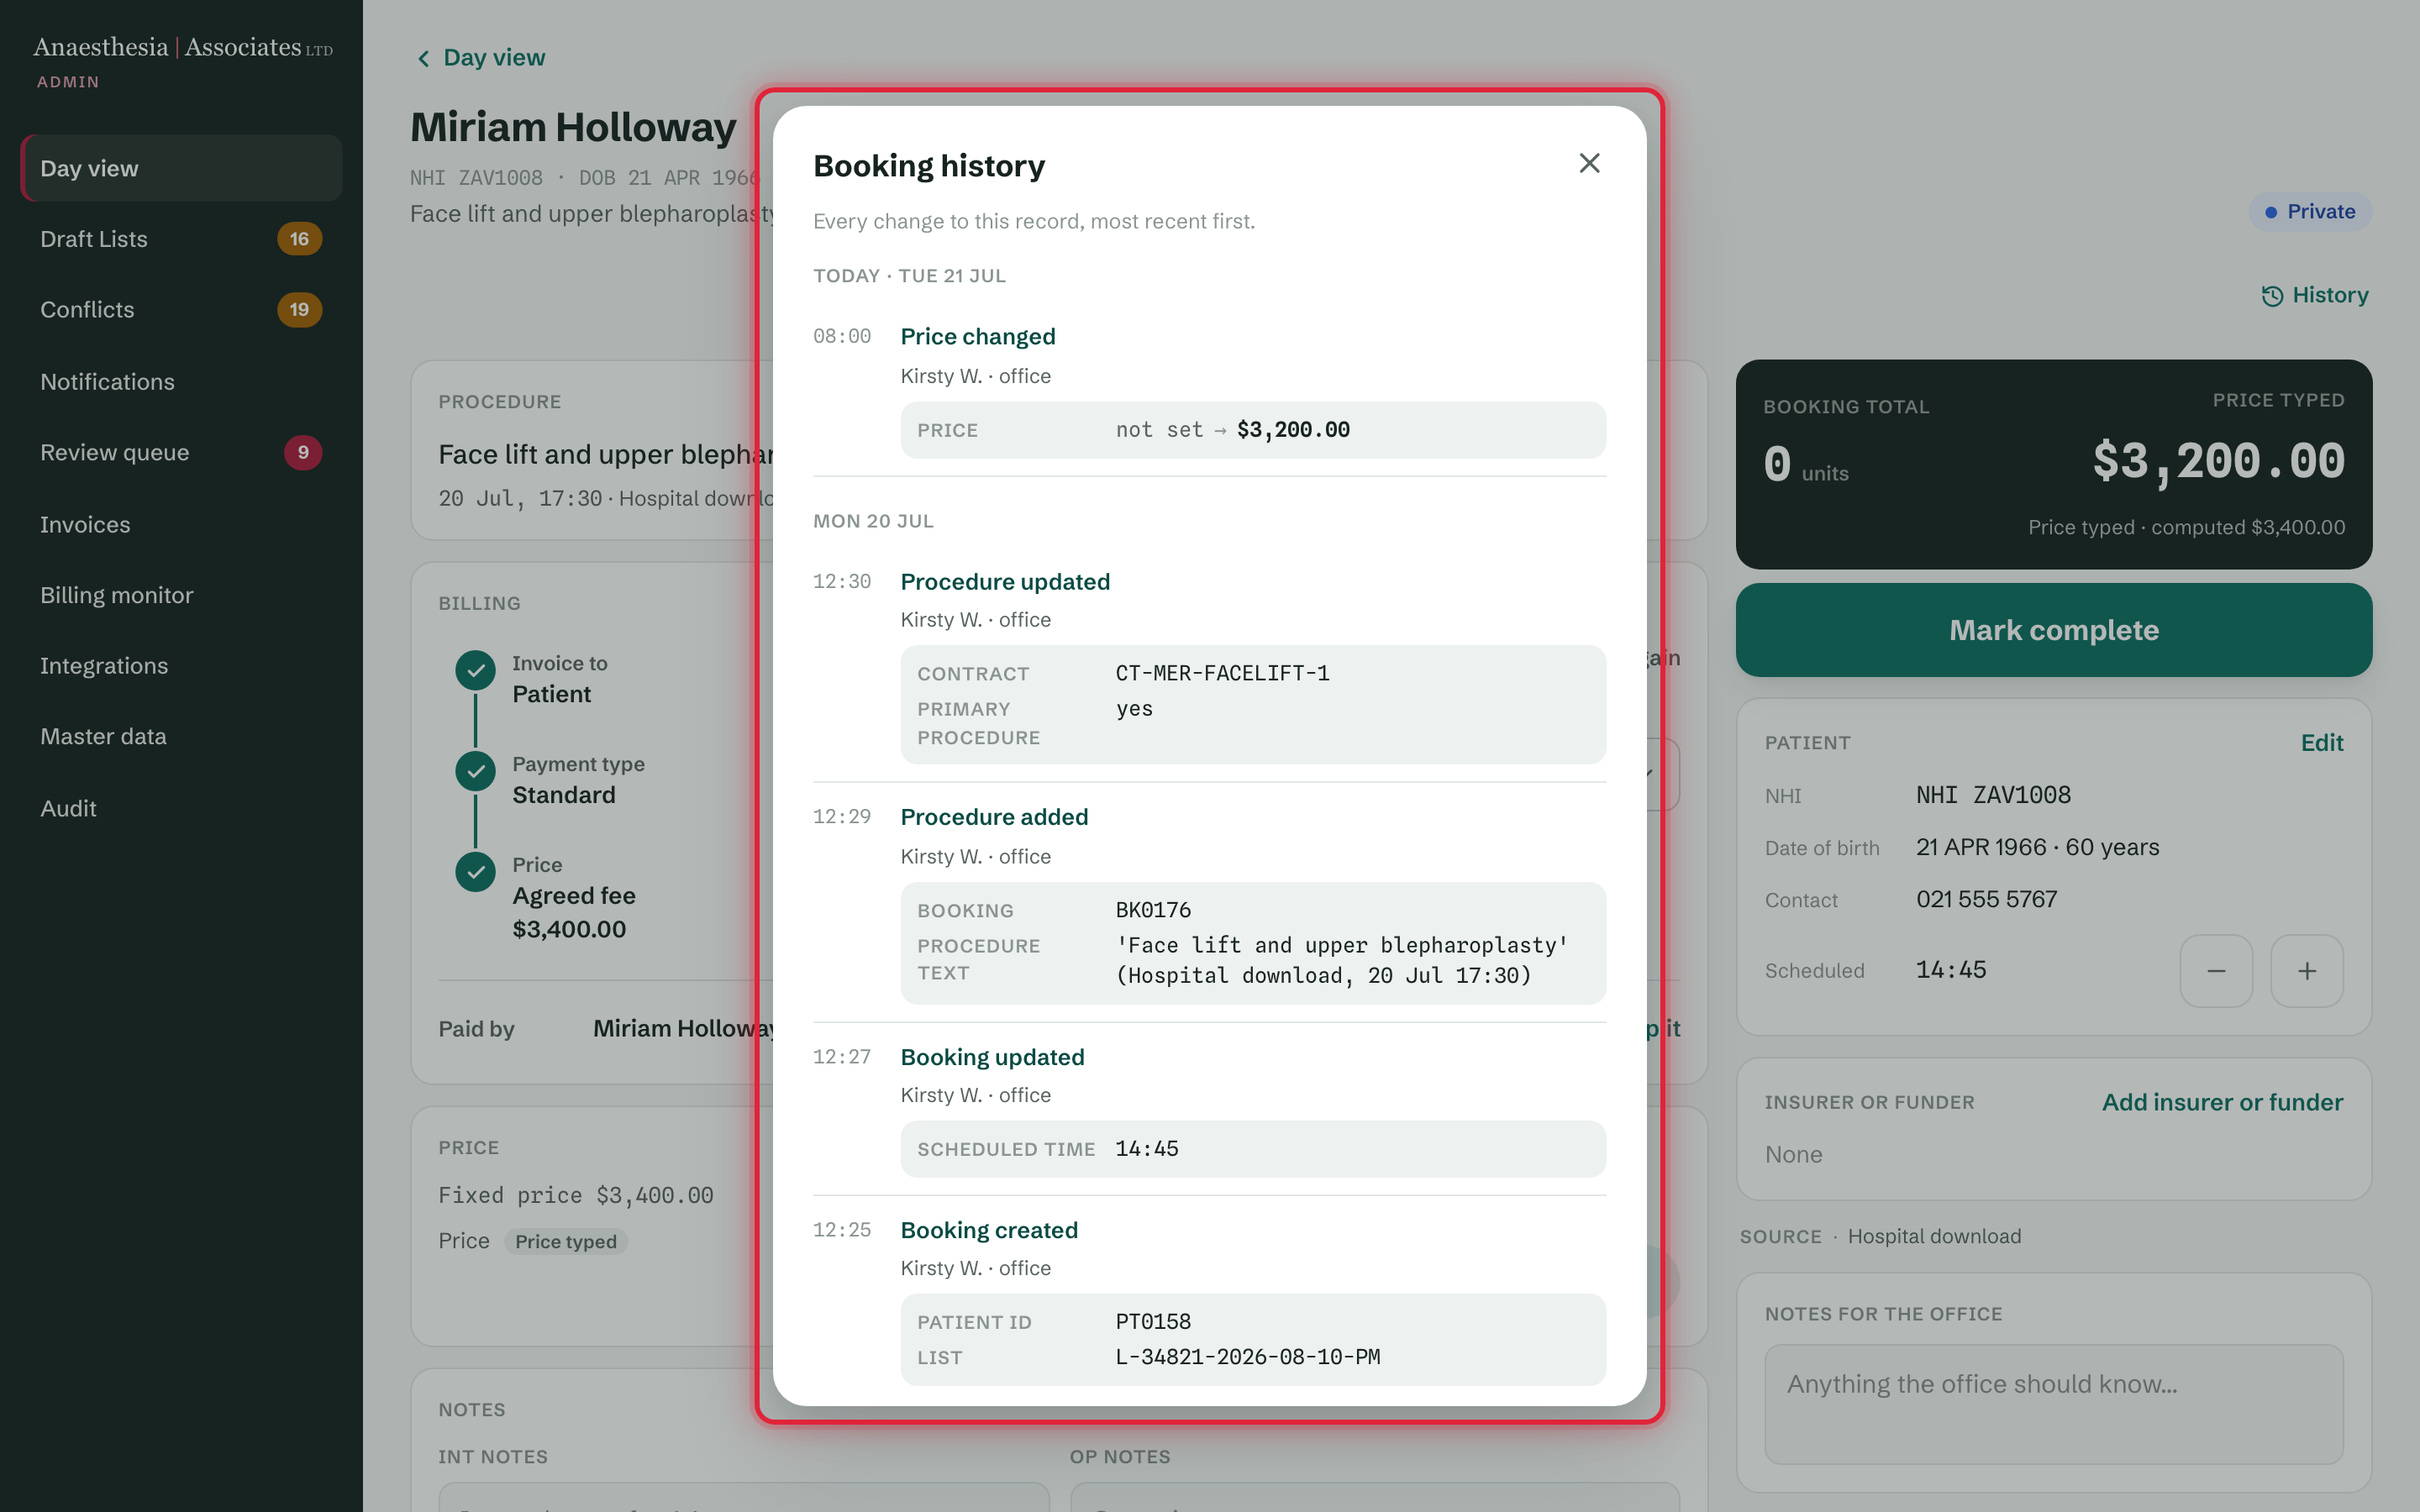 Anaesthesia | Associates LTD
ADMIN
Day view
Draft Lists 16
Conflicts 19
Notifications
Review queue 9
Invoices
Billing monitor
Integrations
Master data
Audit
Day view
Miriam Holloway
NHI ZAV1008 · DOB 21 APR 1966
Face lift and upper blepharoplasty
Private
History
PROCEDURE
Face lift and upper
20 Jul, 17:30 · Hospital
BILLING
Invoice to
Patient
Payment type
Standard
Price
Agreed fee
$3,400.00
Paid by Miriam Holloway
PRICE
Fixed price $3,400.00
Price Price typed
NOTES
INT NOTES
OP NOTES
Booking history
Every change to this record, most recent first.
TODAY · TUE 21 JUL
08:00 Price changed
Kirsty W. · office
PRICE not set → $3,200.00
MON 20 JUL
12:30 Procedure updated
Kirsty W. · office
CONTRACT CT-MER-FACELIFT-1
PRIMARY yes
PROCEDURE
12:29 Procedure added
Kirsty W. · office
BOOKING BK0176
PROCEDURE 'Face lift and upper blepharoplasty'
TEXT (Hospital download, 20 Jul 17:30)
12:27 Booking updated
Kirsty W. · office
SCHEDULED TIME 14:45
12:25 Booking created
Kirsty W. · office
PATIENT ID PT0158
LIST L-34821-2026-08-10-PM
BOOKING TOTAL PRICE TYPED
0 units $3,200.00
Price typed · computed $3,400.00
Mark complete
PATIENT Edit
NHI NHI ZAV1008
Date of birth 21 APR 1966 · 60 years
Contact 021 555 5767
Scheduled 14:45 − +
INSURER OR FUNDER Add insurer or funder
None
SOURCE · Hospital download
NOTES FOR THE OFFICE
Anything the office should know...